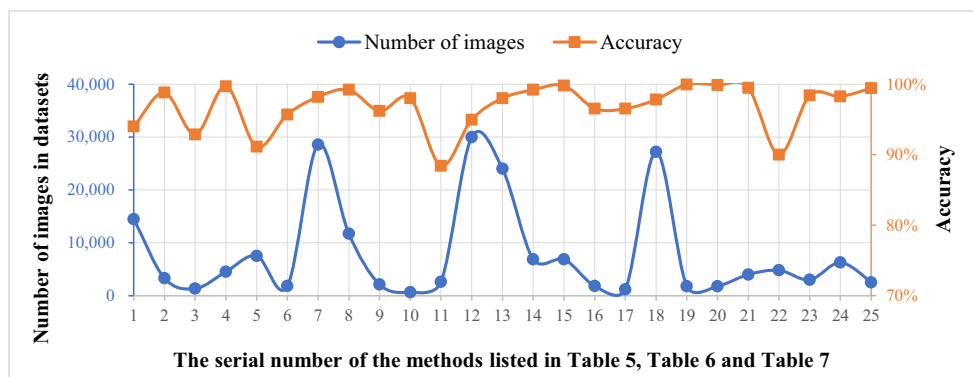 Number of images Accuracy
Number of images in datasets
40,000
30,000
20,000
10,000
0
100%
90%
80%
70%
Accuracy
1 2 3 4 5 6 7 8 9 10 11 12 13 14 15 16 17 18 19 20 21 22 23 24 25
The serial number of the methods listed in Table 5, Table 6 and Table 7